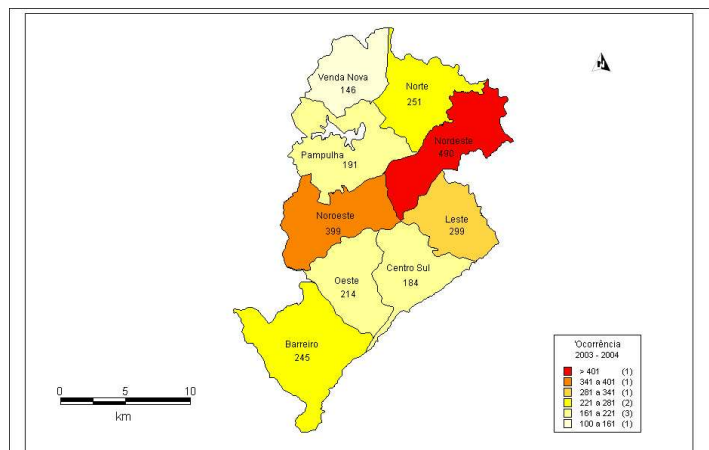 Venda Nova
146
Norte
251
Nordeste
490
Pampulha
191
Noroeste
399
Leste
299
Centro Sul
184
Oeste
214
Barreiro
245
'Ocorrência
2003 - 2004
> 401 (1)
341 a 401 (1)
281 a 341 (1)
221 a 281 (2)
161 a 221 (3)
100 a 161 (1)
0 5 10
km